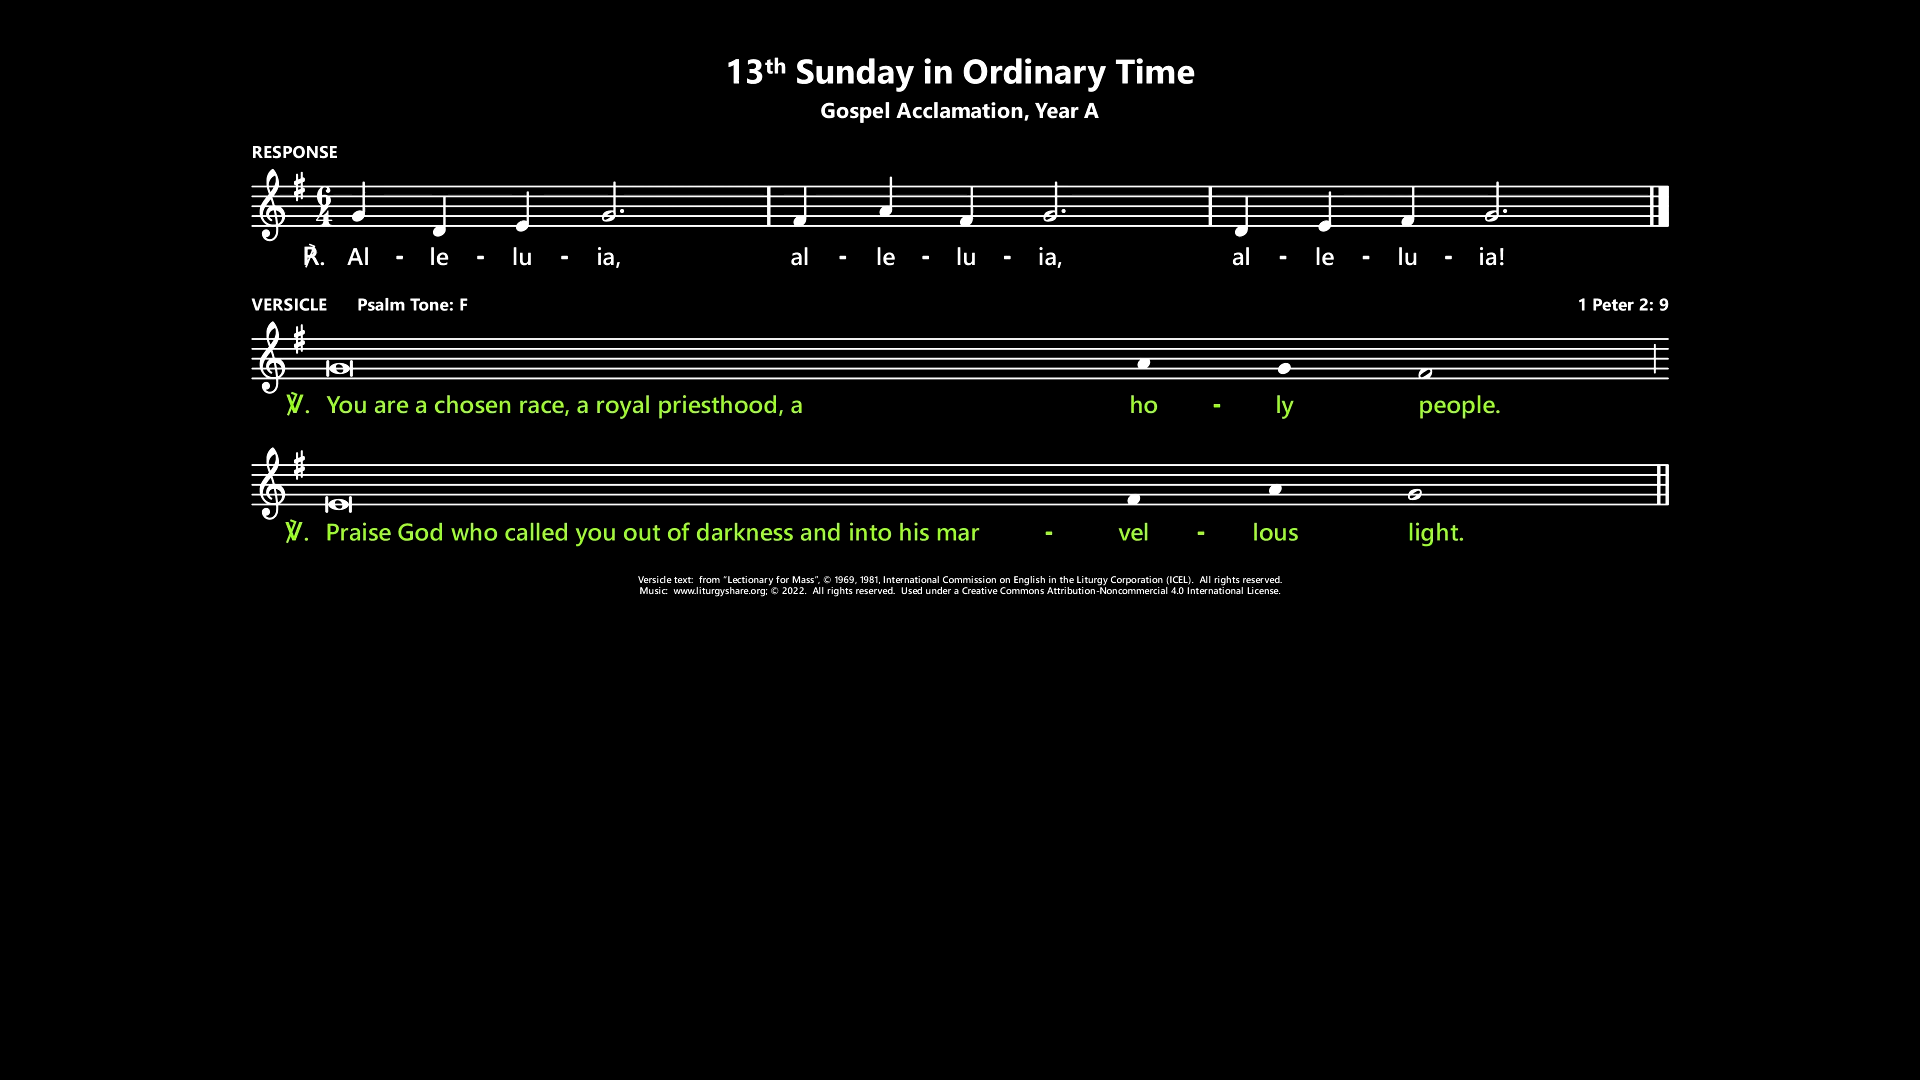 13th Sunday in Ordinary Time
Gospel Acclamation, Year A
RESPONSE
6
4
℟. Al - le - lu - ia, al - le - lu - ia, al - le - lu - ia!
VERSICLE Psalm Tone: F 1 Peter 2: 9
℣. You are a chosen race, a royal priesthood, a ho - ly people.
℣. Praise God who called you out of darkness and into his mar - vel - lous light.
Versicle text: from “Lectionary for Mass”, © 1969, 1981, International Commission on English in the Liturgy Corporation (ICEL). All rights reserved.
Music: www.liturgyshare.org; © 2022. All rights reserved. Used under a Creative Commons Attribution-Noncommercial 4.0 International License.